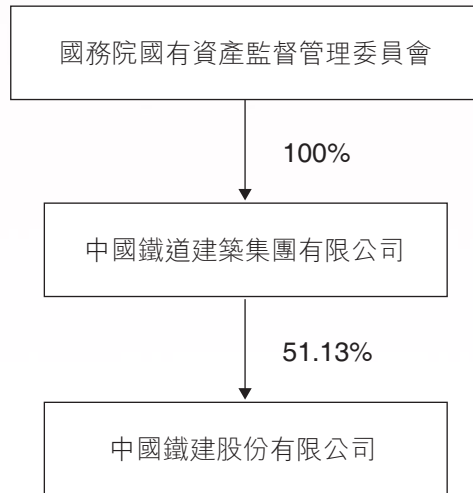 國務院國有資產監督管理委員會
100%
中國鐵道建築集團有限公司
51.13%
中國鐵建股份有限公司